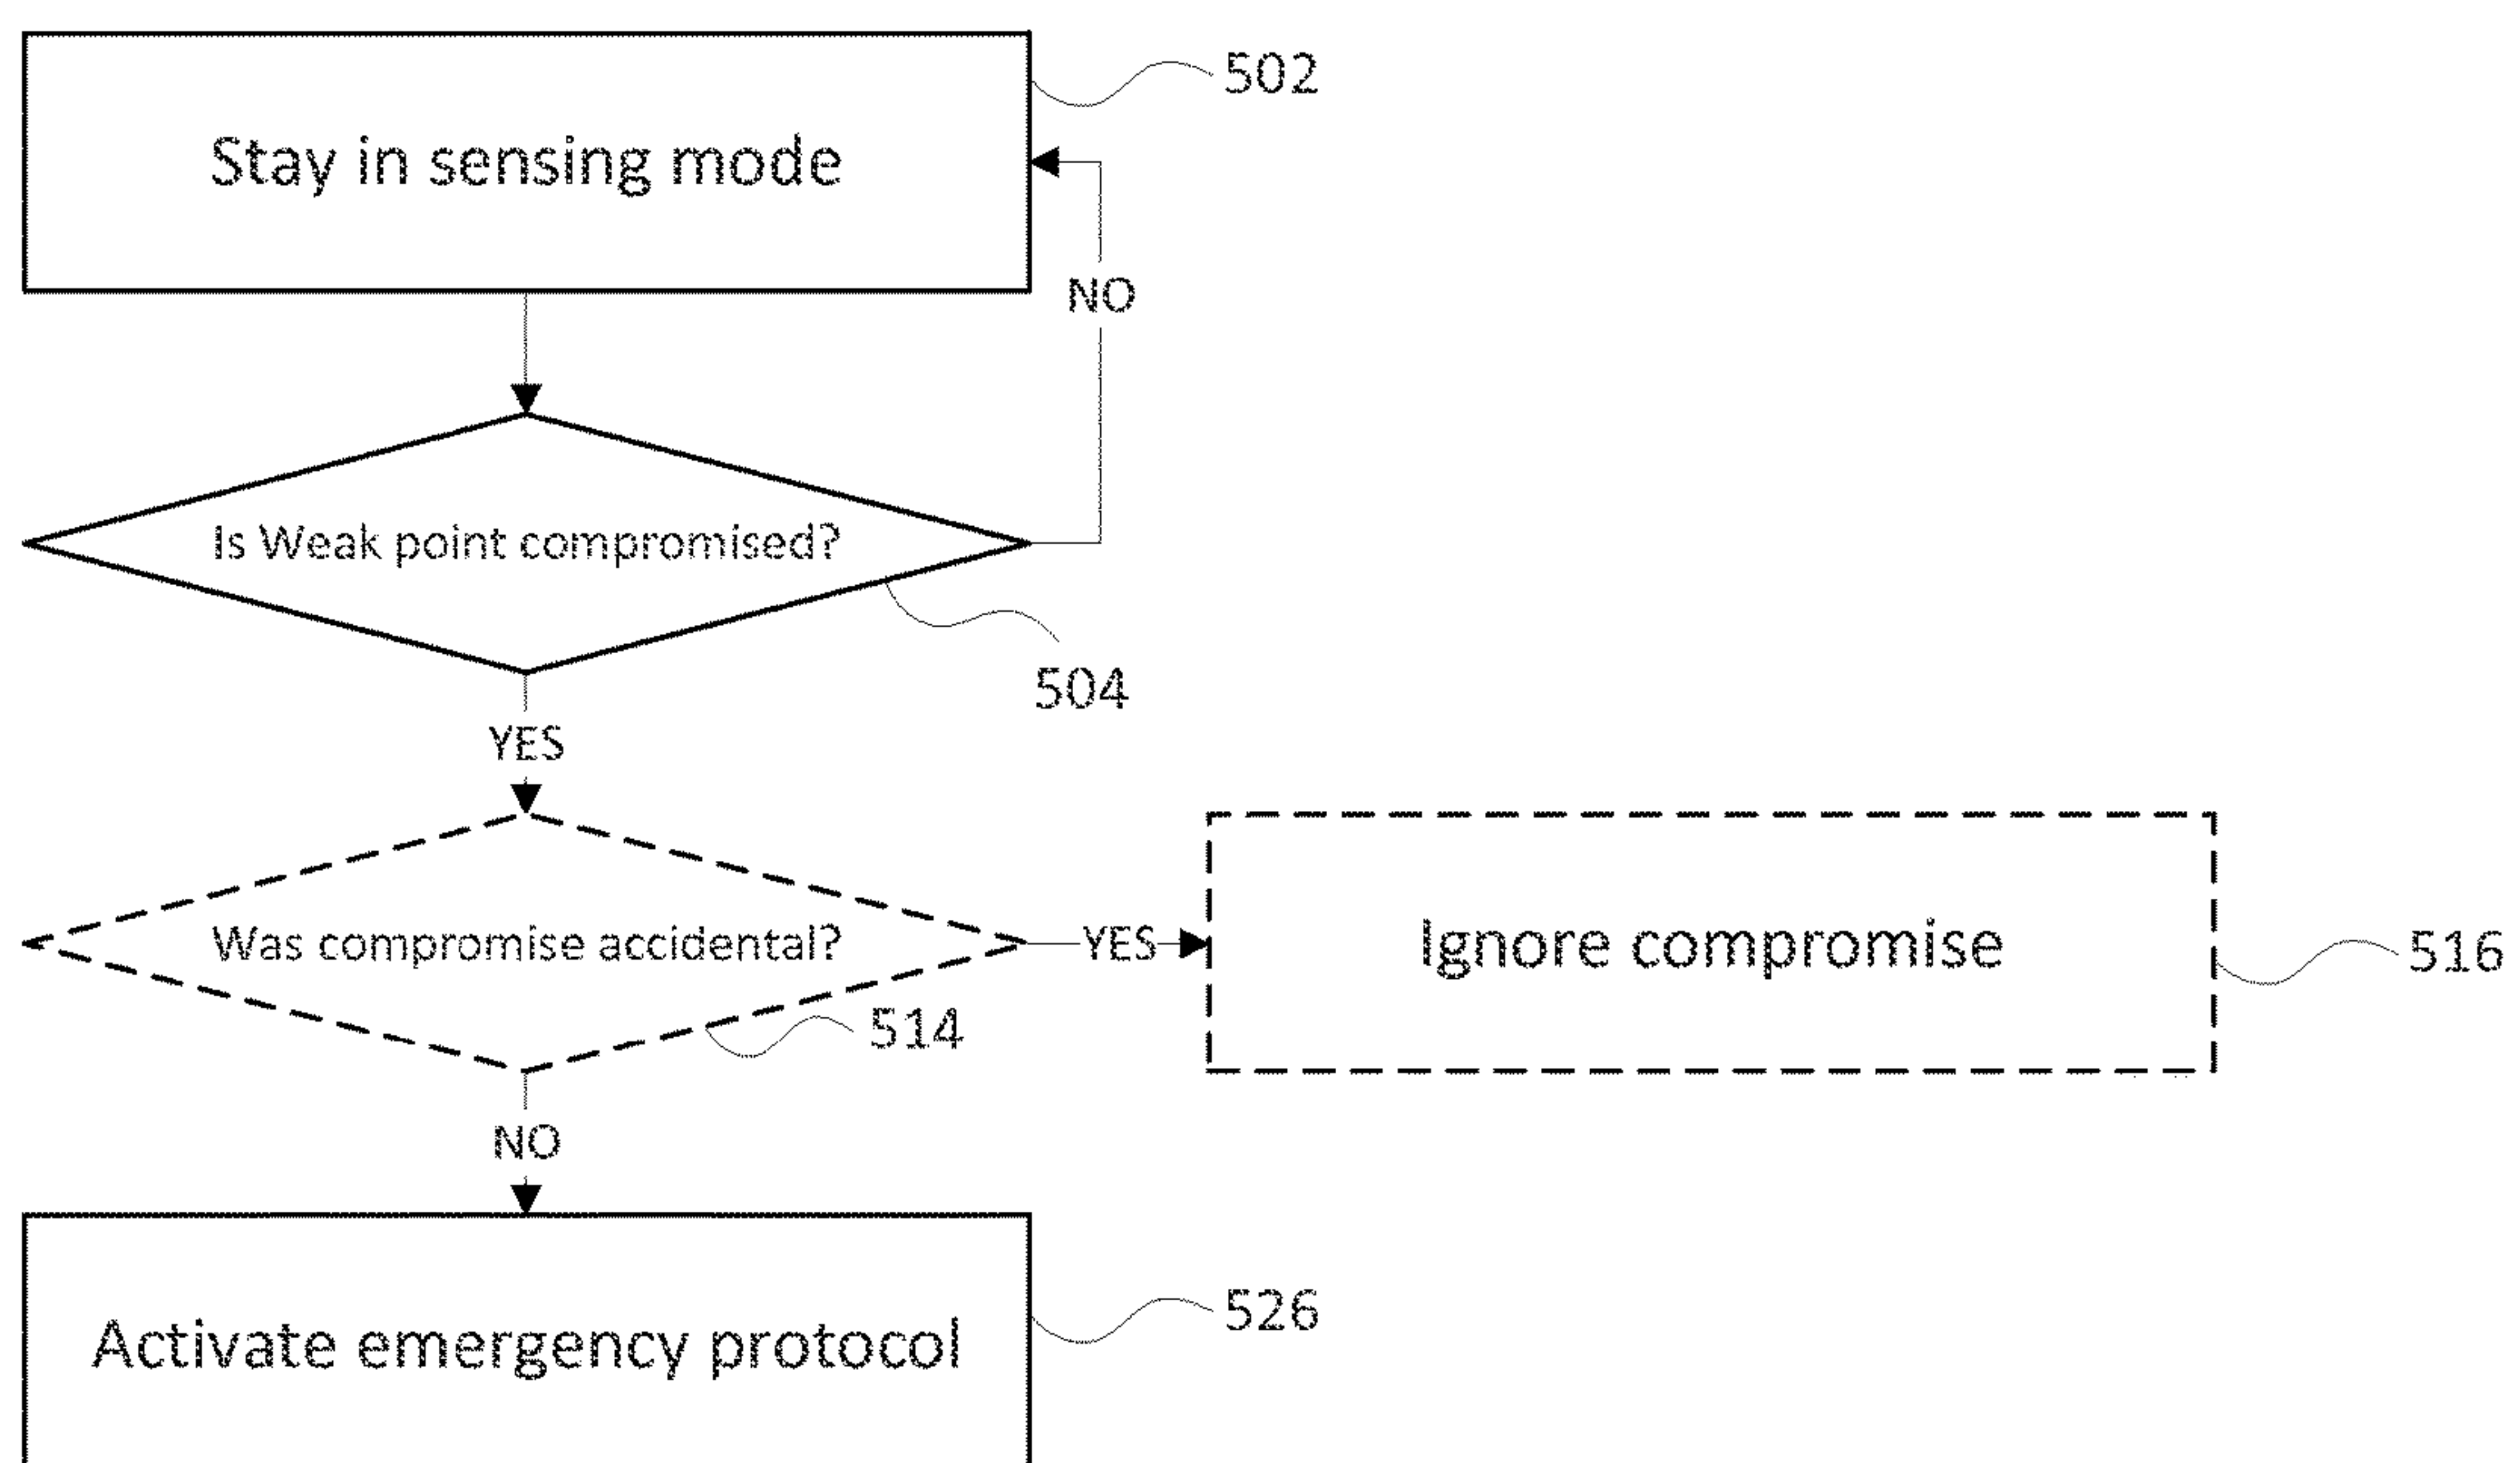 502
Stay in sensing mode
NO
Is Weak point compromised?
504
YES
Was compromise accidental?
YES
Ignore compromise
516
514
NO
526
Activate emergency protocol